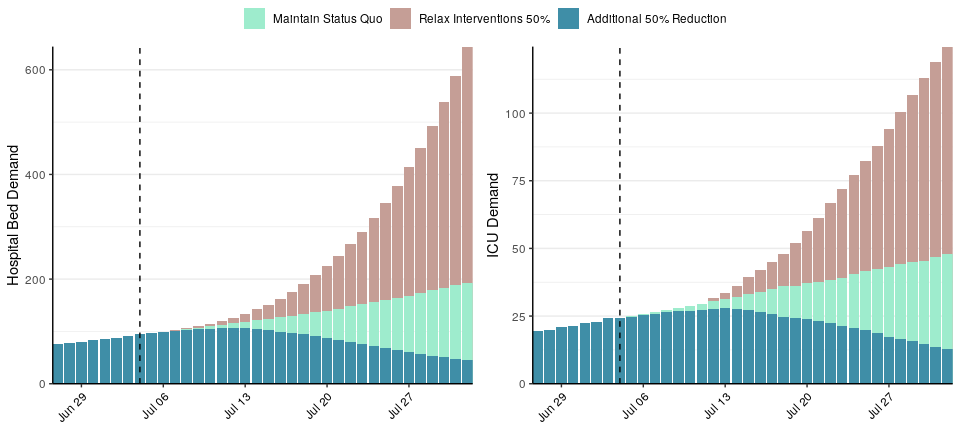 Maintain Status Quo Relax Interventions 50% Additional 50% Reduction
Hospital Bed Demand
600
400
200
0
Jun 29 Jul 06 Jul 13 Jul 20 Jul 27
ICU Demand
100
75
50
25
0
Jun 29 Jul 06 Jul 13 Jul 20 Jul 27